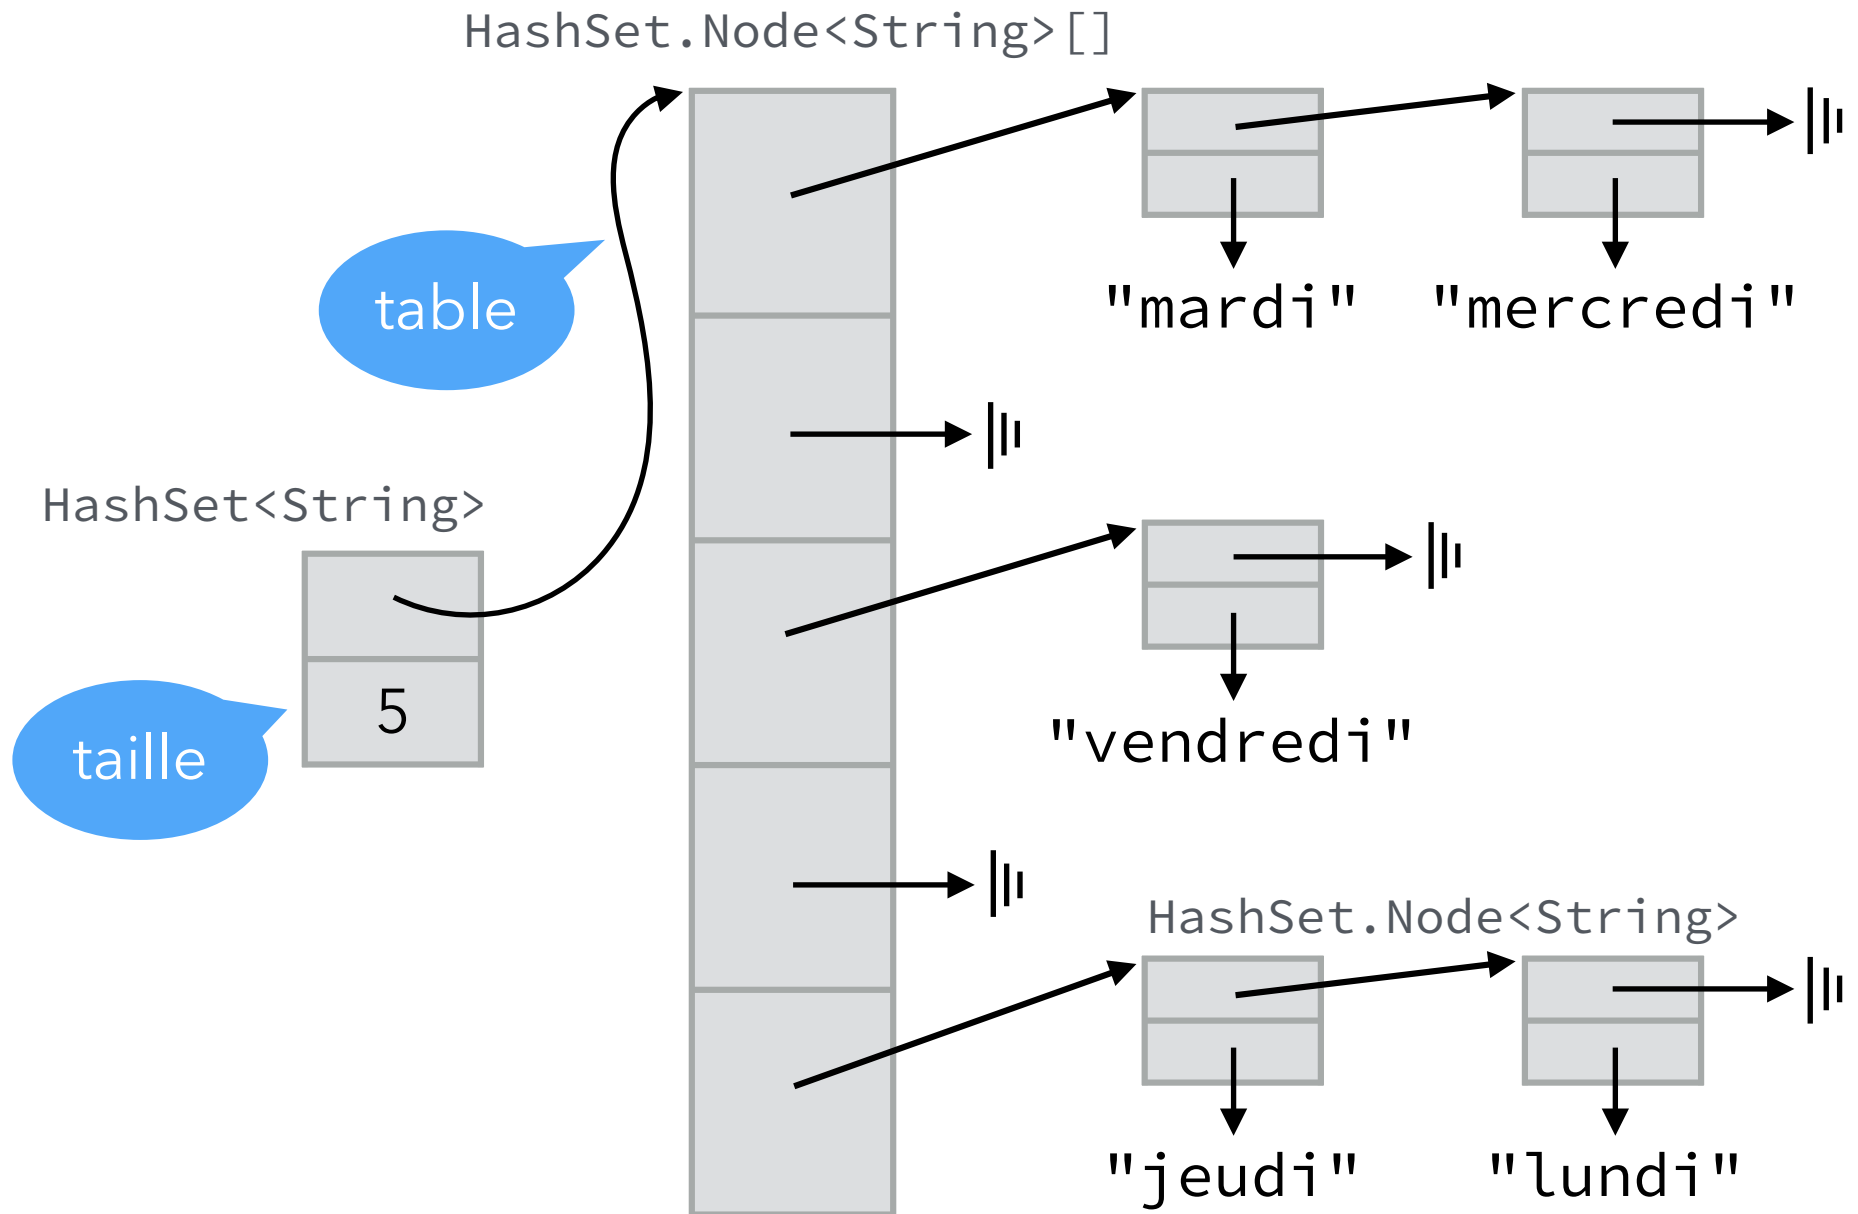 HashSet.Node<String>[]
table
"mardi"
"mercredi"
HashSet<String>
5
taille
"vendredi"
HashSet.Node<String>
"jeudi"
"lundi"